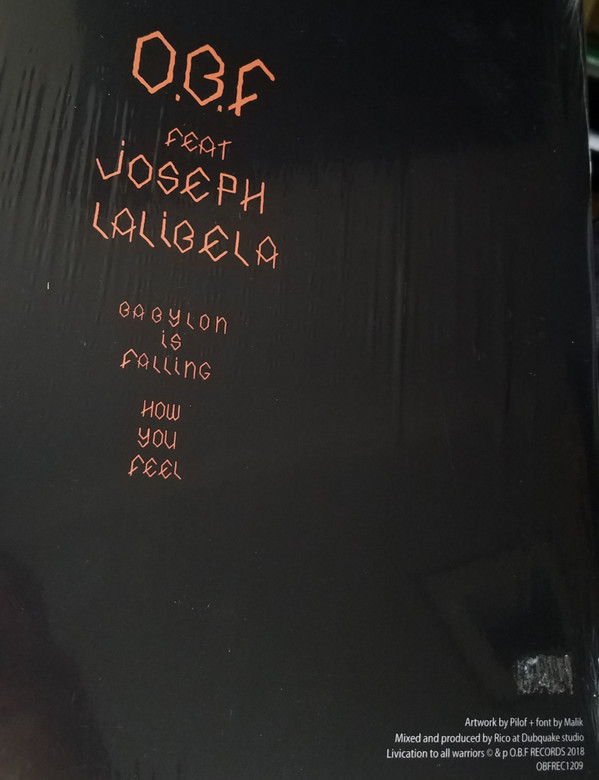 O.B.F
FEAT
JOSEPH
LALIBELA
BABYLON
IS
FALLING
HOW
YOU
FEEL
Artwork by Pilof + font by Malik
Mixed and produced by Rico at Dubquake studio
Livication to all warriors © & p O.B.F RECORDS 2018
OBFREC1209